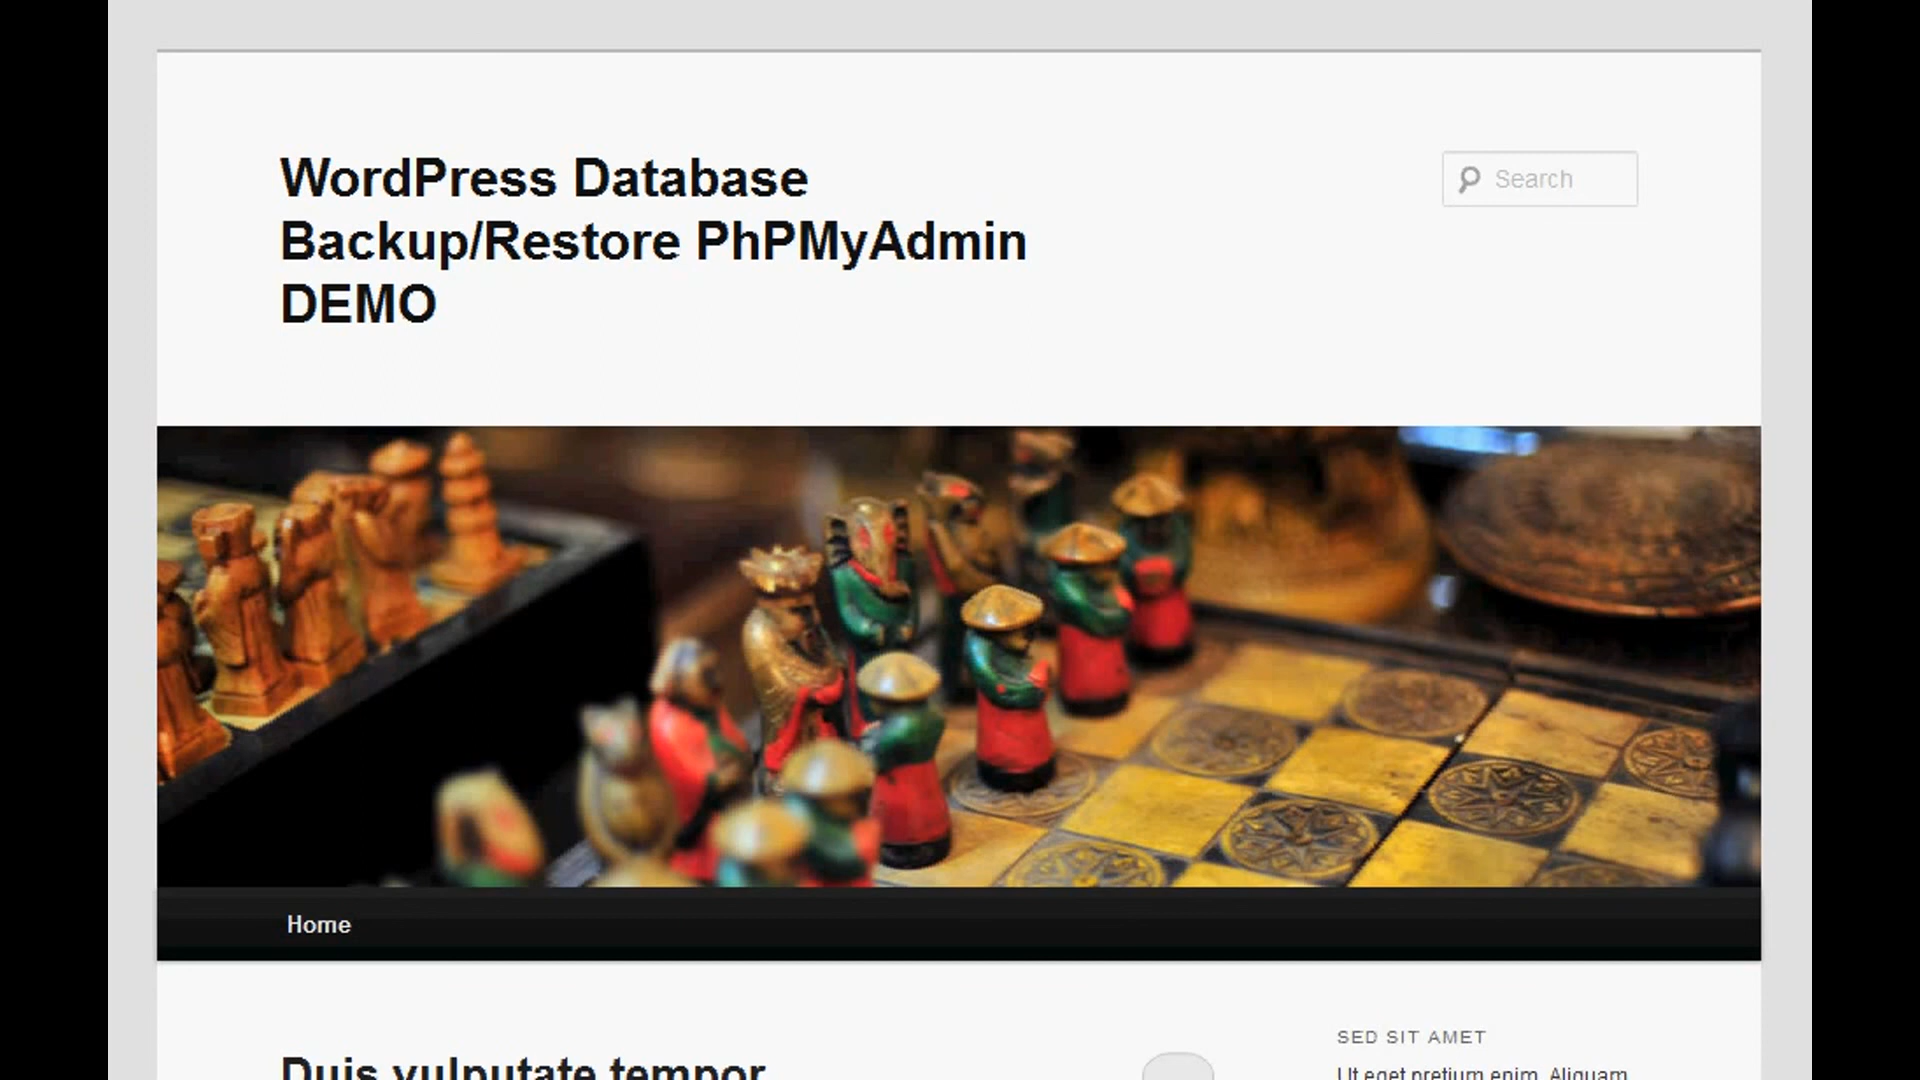 WordPress Database
Backup/Restore PhPMyAdmin
DEMO
Search
Home
Duis vulputate tempor
SED SIT AMET
Ut eget pretium enim. Aliquam